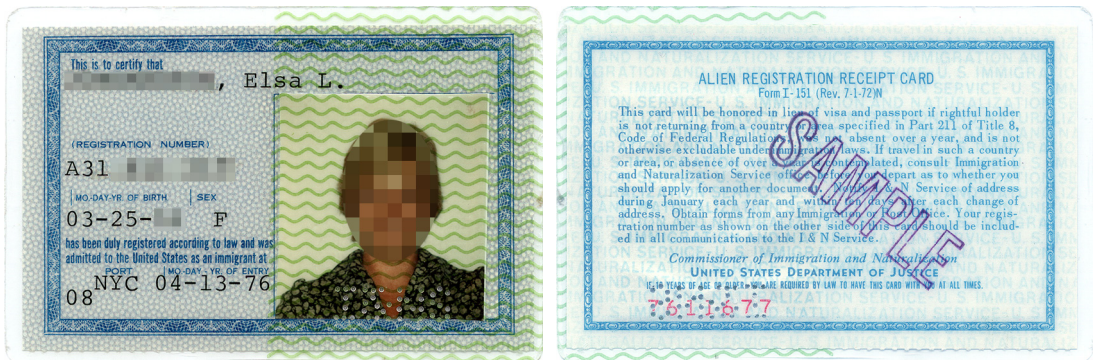 This is to certify that
, Elsa L.
(REGISTRATION NUMBER)
A31
MO.-DAY-YR. OF BIRTH SEX
03-25- F
has been duly registered according to law and was
admitted to the United States as an immigrant at
PORT MO.-DAY-YR. OF ENTRY
NYC 04-13-76
08
ALIEN REGISTRATION RECEIPT CARD
Form I-151 (Rev. 7-1-72)N
This card will be honored in lieu of visa and passport if rightful holder
is not returning from a country or area specified in Part 211 of Title 8,
Code of Federal Regulations is not absent over a year, and is not
otherwise excludable under immigration laws. If travel in such a country
or area, or absence of over a year is contemplated, consult Immigration
and Naturalization Service office before depart as to whether you
should apply for another document. Notify I & N Service of address
during January each year and within days after each change of
address. Obtain forms from any Immigration or Post Office. Your regis-
tration number as shown on the other side of this card should be includ-
ed in all communications to the I & N Service.
Commissioner of Immigration and Naturalization
UNITED STATES DEPARTMENT OF JUSTICE
IF 18 YEARS OF AGE OR OLDER, YOU ARE REQUIRED BY LAW TO HAVE THIS CARD WITH YOU AT ALL TIMES.
SAMPLE